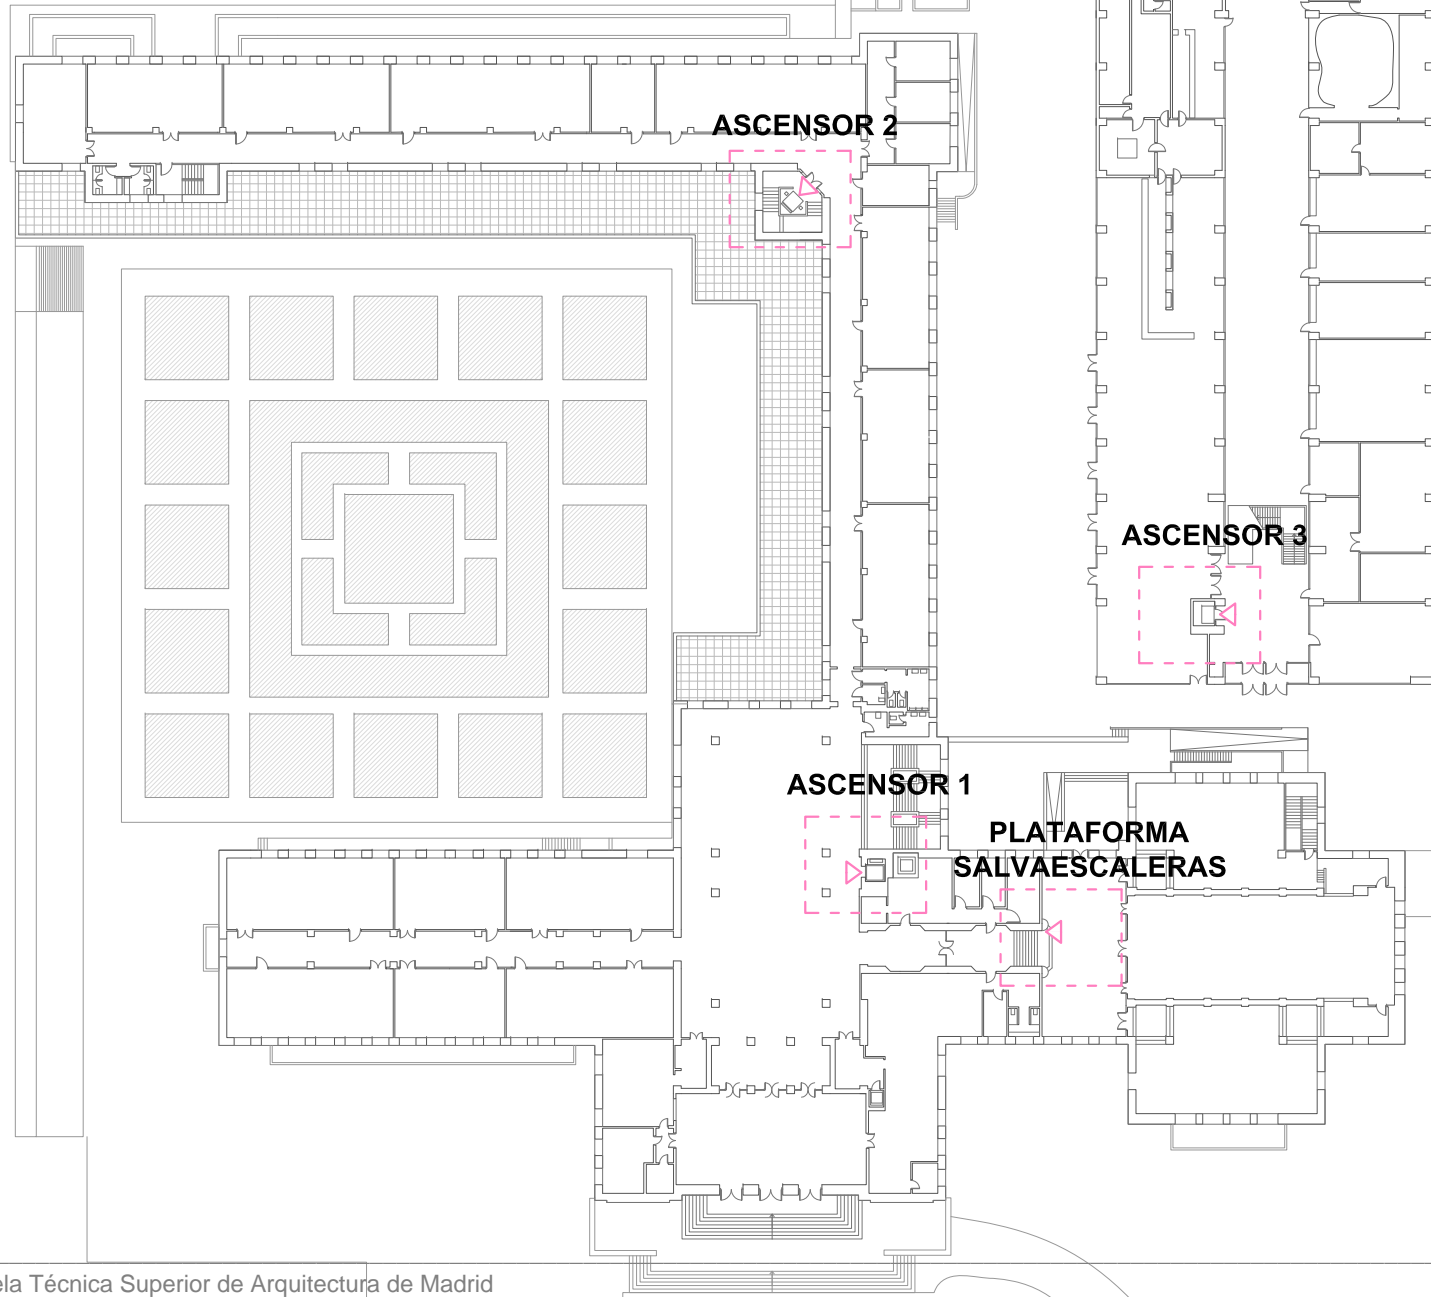 ASCENSOR 2
ASCENSOR 3
ASCENSOR 1
PLATAFORMA
SALVAESCALERAS
ela Técnica Superior de Arquitectura de Madrid